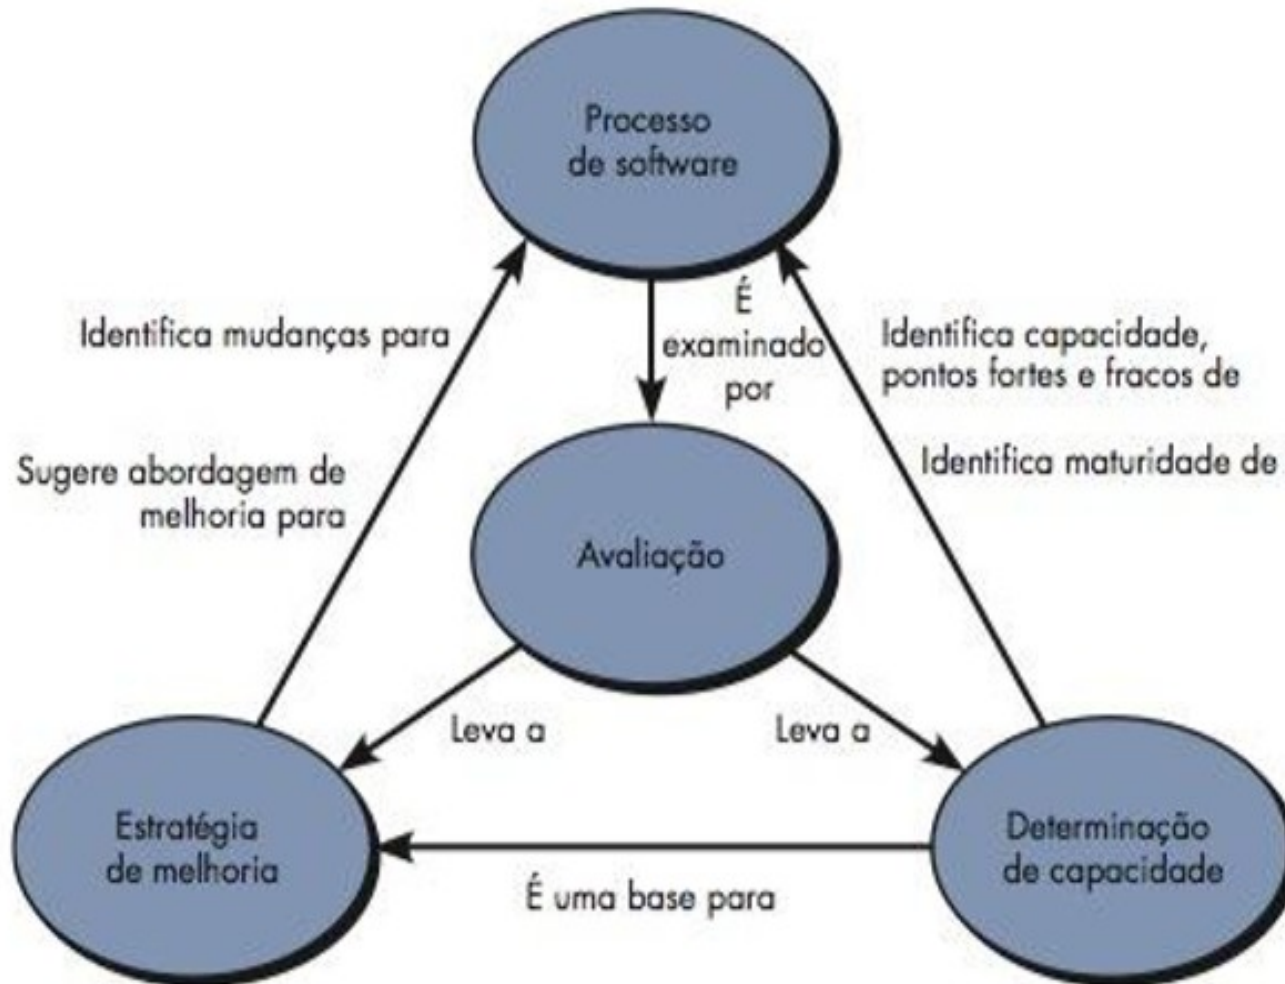 Processo
de software
É
examinado
por
Identifica mudanças para
Sugere abordagem de
melhoria para
Identifica capacidade,
pontos fortes e fracos de
Identifica maturidade de
Avaliação
Leva a
Leva a
Estratégia
de melhoria
Determinação
de capacidade
É uma base para